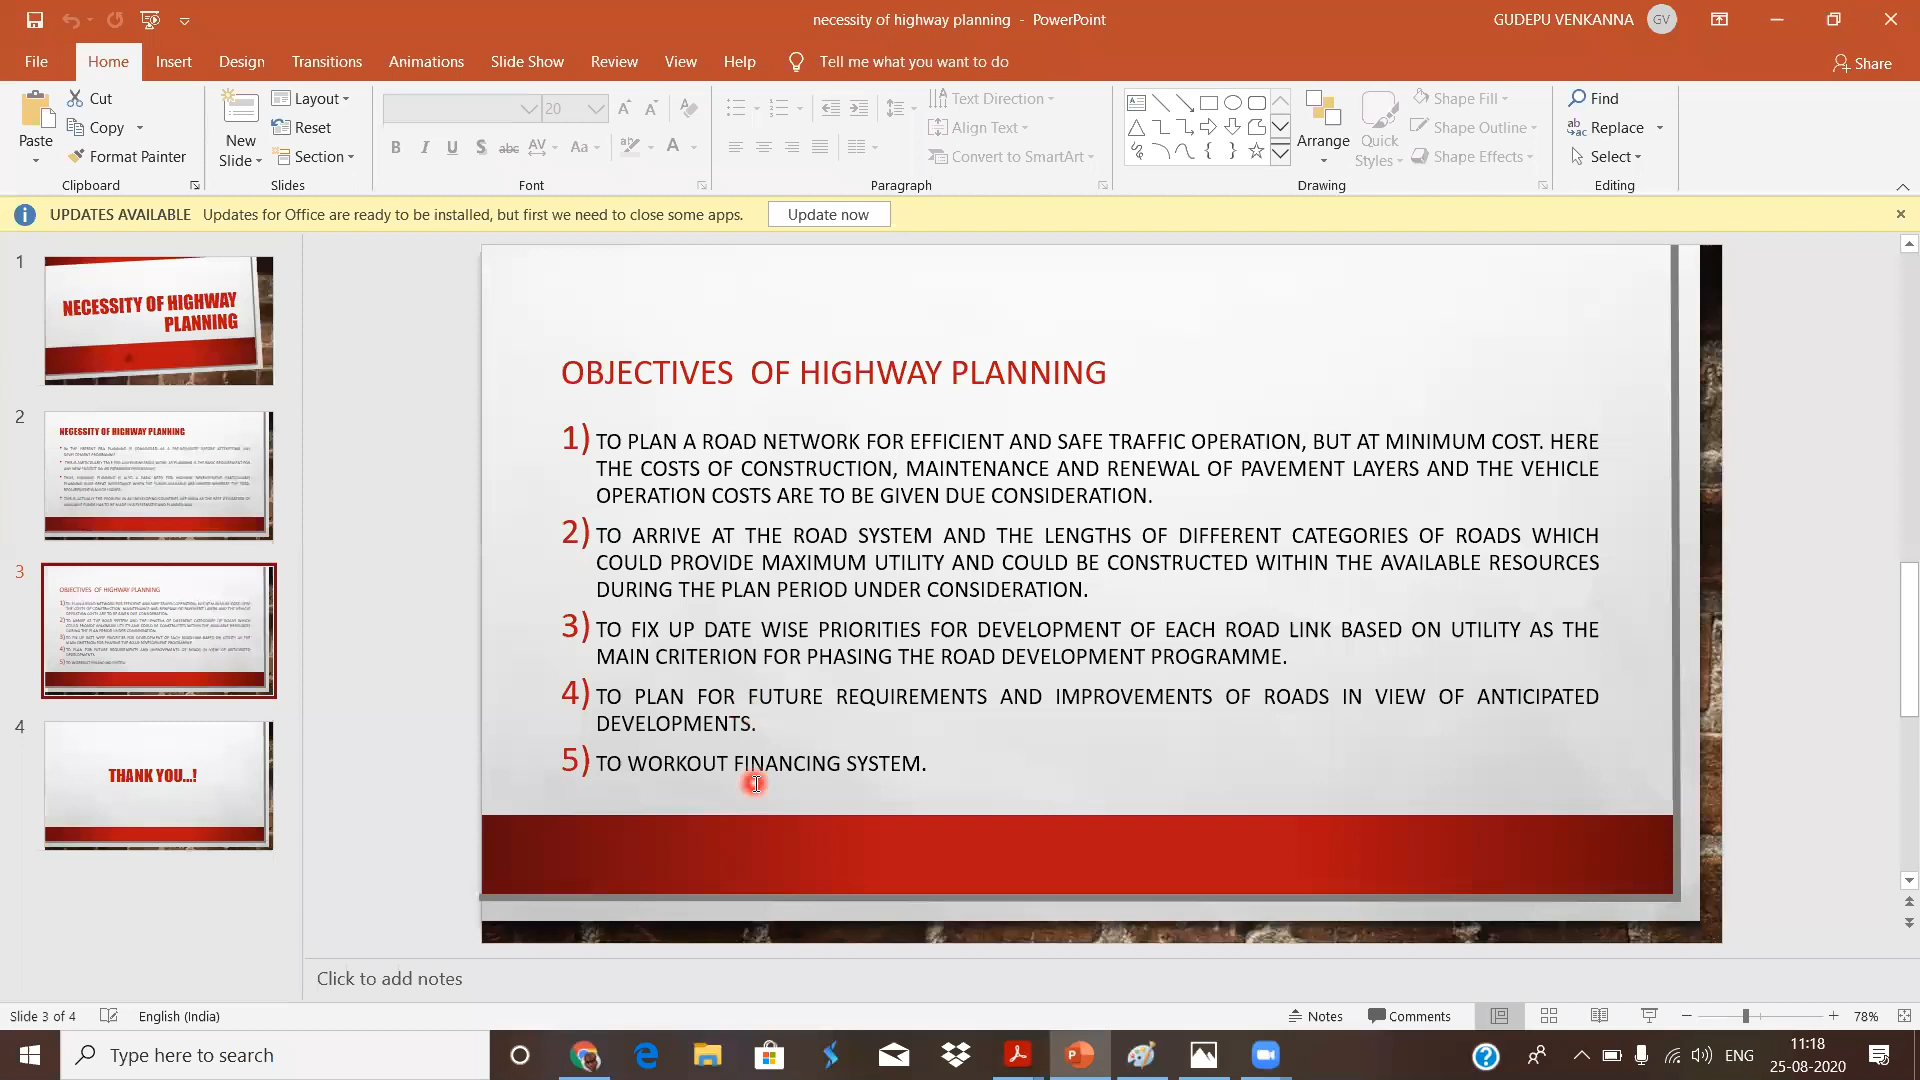 necessity of highway planning - PowerPoint
GUDEPU VENKANNA GV
File Home Insert Design Transitions Animations Slide Show Review View Help Tell me what you want to do Share
Paste
Cut
Copy
Format Painter
Clipboard
New Slide
Layout
Reset
Section
Slides
20
B I U S abc AV Aa A
Font
Text Direction
Align Text
Convert to SmartArt
Paragraph
Arrange
Quick Styles
Shape Fill
Shape Outline
Shape Effects
Drawing
Find
Replace
Select
Editing
UPDATES AVAILABLE Updates for Office are ready to be installed, but first we need to close some apps. Update now
1
NECESSITY OF HIGHWAY
PLANNING
2
NECESSITY OF HIGHWAY PLANNING
3
OBJECTIVES OF HIGHWAY PLANNING
4
THANK YOU...!
OBJECTIVES OF HIGHWAY PLANNING
1) TO PLAN A ROAD NETWORK FOR EFFICIENT AND SAFE TRAFFIC OPERATION, BUT AT MINIMUM COST. HERE
THE COSTS OF CONSTRUCTION, MAINTENANCE AND RENEWAL OF PAVEMENT LAYERS AND THE VEHICLE
OPERATION COSTS ARE TO BE GIVEN DUE CONSIDERATION.
2) TO ARRIVE AT THE ROAD SYSTEM AND THE LENGTHS OF DIFFERENT CATEGORIES OF ROADS WHICH
COULD PROVIDE MAXIMUM UTILITY AND COULD BE CONSTRUCTED WITHIN THE AVAILABLE RESOURCES
DURING THE PLAN PERIOD UNDER CONSIDERATION.
3) TO FIX UP DATE WISE PRIORITIES FOR DEVELOPMENT OF EACH ROAD LINK BASED ON UTILITY AS THE
MAIN CRITERION FOR PHASING THE ROAD DEVELOPMENT PROGRAMME.
4) TO PLAN FOR FUTURE REQUIREMENTS AND IMPROVEMENTS OF ROADS IN VIEW OF ANTICIPATED
DEVELOPMENTS.
5) TO WORKOUT FINANCING SYSTEM.
Click to add notes
Slide 3 of 4 English (India) Notes Comments 78%
Type here to search
ENG
11:18
25-08-2020